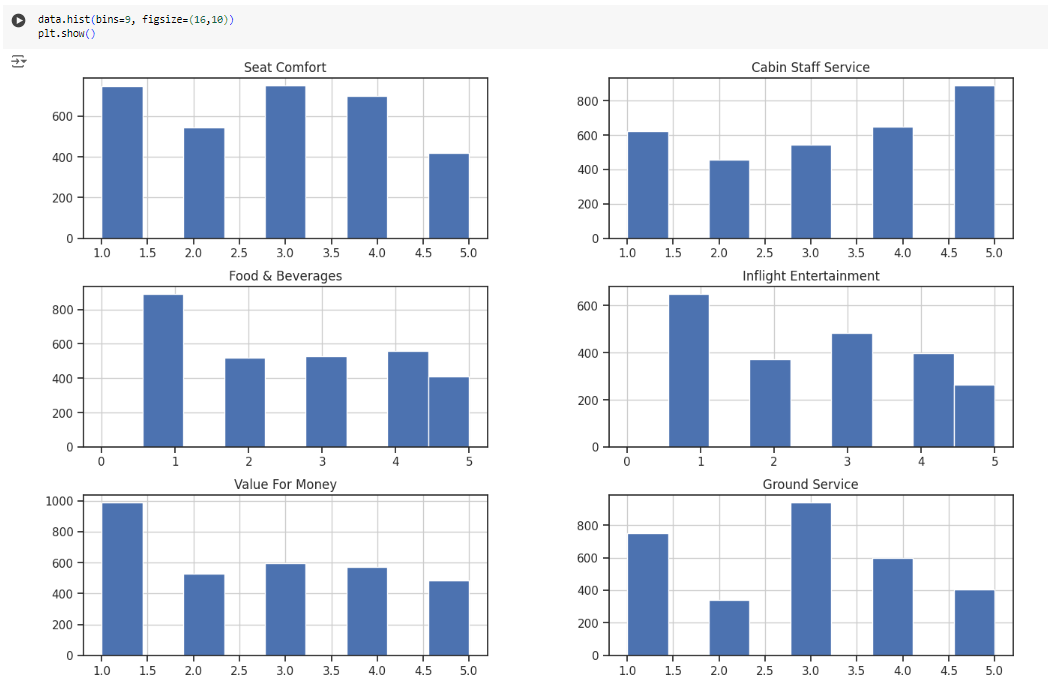 data.hist(bins=9, figsize=(16,10))
plt.show()
Seat Comfort
600
400
200
0
1.0 1.5 2.0 2.5 3.0 3.5 4.0 4.5 5.0
Cabin Staff Service
800
600
400
200
0
1.0 1.5 2.0 2.5 3.0 3.5 4.0 4.5 5.0
Food & Beverages
800
600
400
200
0
0 1 2 3 4 5
Inflight Entertainment
600
400
200
0
0 1 2 3 4 5
Value For Money
1000
800
600
400
200
0
1.0 1.5 2.0 2.5 3.0 3.5 4.0 4.5 5.0
Ground Service
800
600
400
200
0
1.0 1.5 2.0 2.5 3.0 3.5 4.0 4.5 5.0